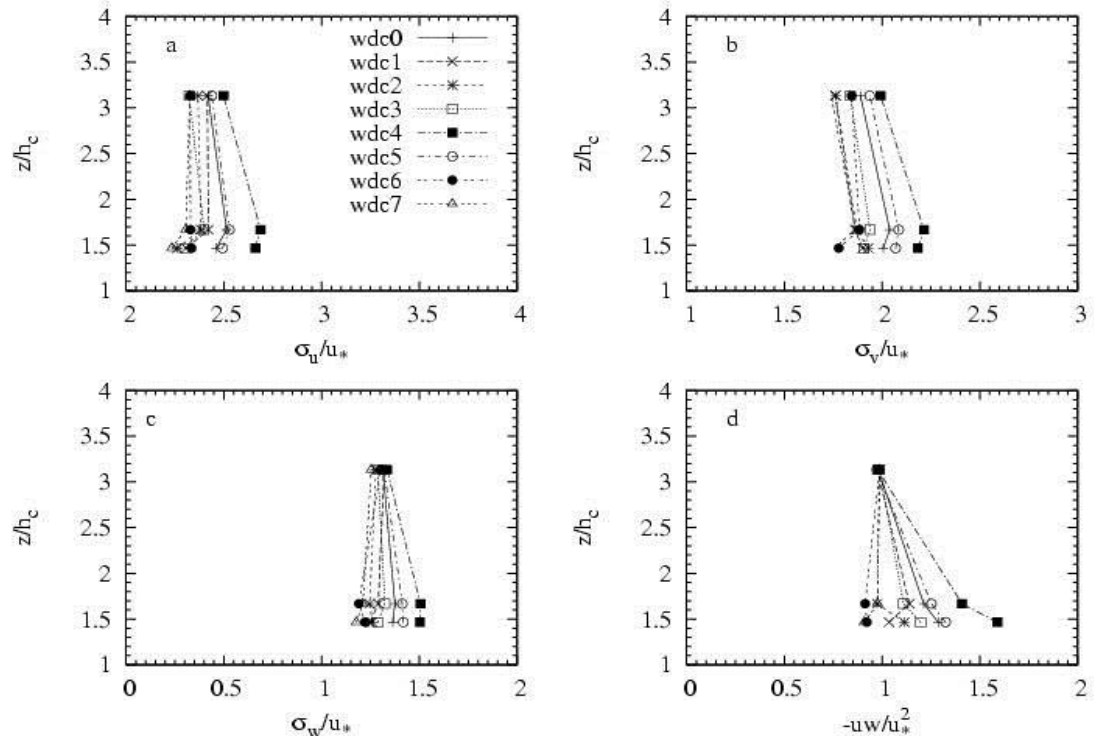 a
wdc0
wdc1
wdc2
wdc3
wdc4
wdc5
wdc6
wdc7
4
3.5
3
2.5
2
1.5
1
z/h_c
2 2.5 3 3.5 4
σ_u/u_*
b
4
3.5
3
2.5
2
1.5
1
z/h_c
1 1.5 2 2.5 3
σ_v/u_*
c
4
3.5
3
2.5
2
1.5
1
z/h_c
0 0.5 1 1.5 2
σ_w/u_*
d
4
3.5
3
2.5
2
1.5
1
z/h_c
0 0.5 1 1.5 2
-uw/u_*^2